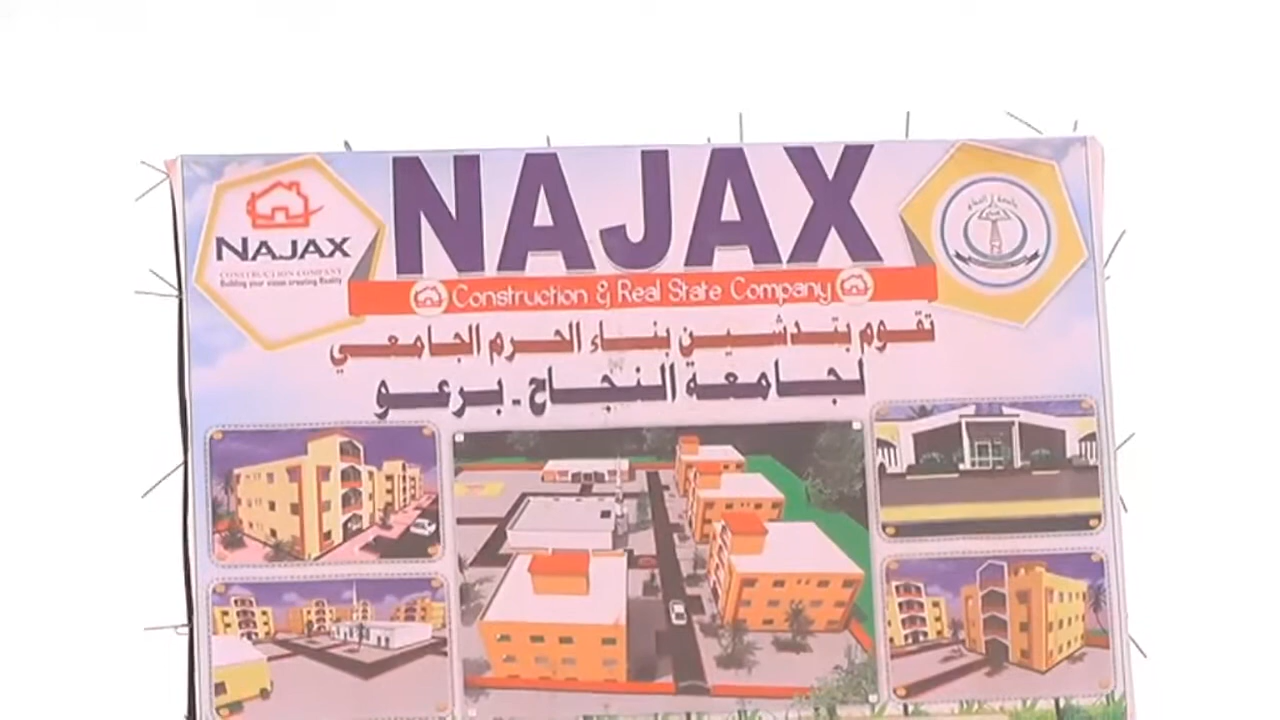 NAJAX
NAJAX
CONSTRUCTION COMPANY
Building your vision creating Reality
Construction & Real State Company
تقوم بتدشين بناء الحرم الجامعي
لجامعة النجاح - برعو